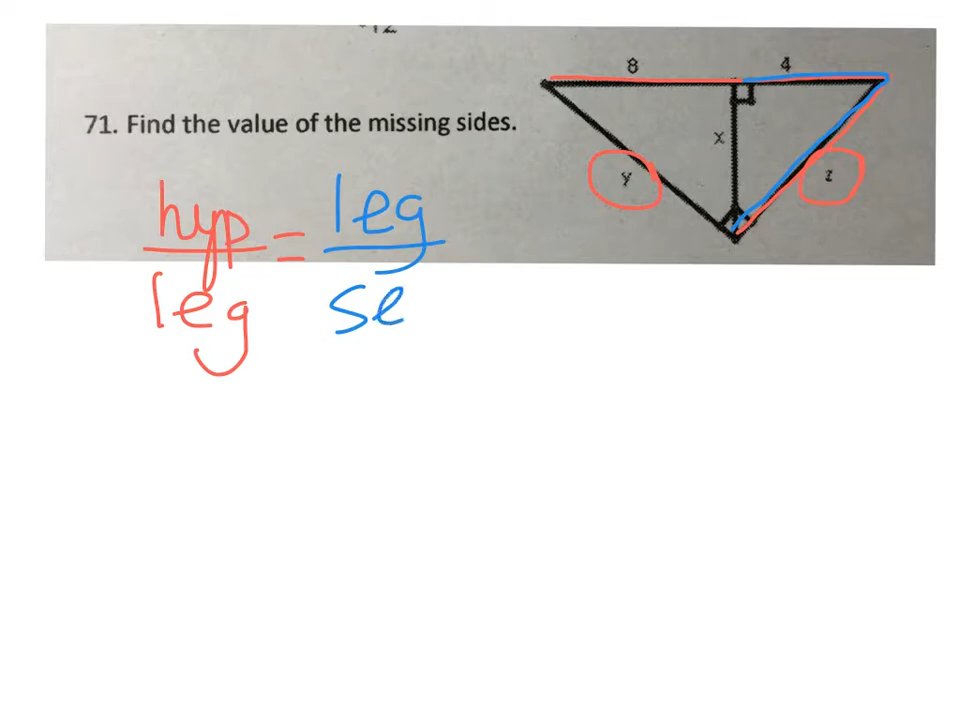 8 4
71. Find the value of the missing sides.
x
y z
hyp = leg
leg se